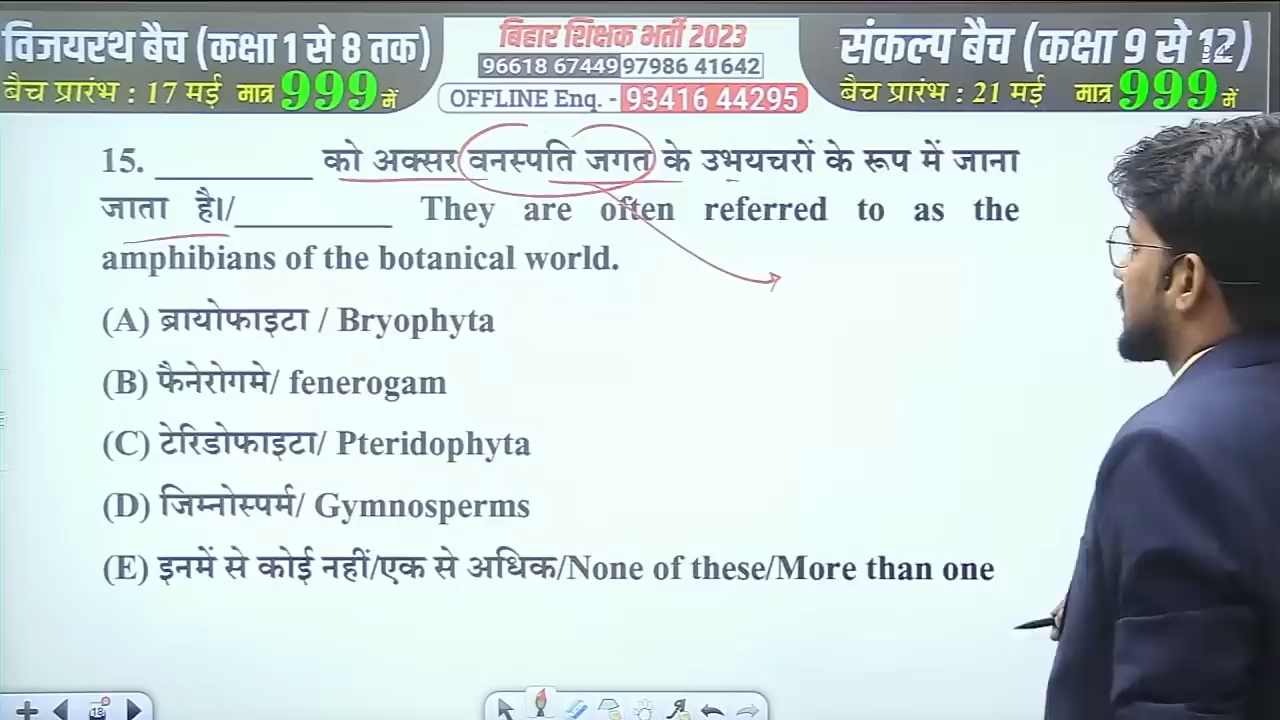 विजयरथ बैच (कक्षा 1 से 8 तक)
बैच प्रारंभ : 17 मई मात्र 999 में
बिहार शिक्षक भर्ती 2023
96618 67449 97986 41642
OFFLINE Enq. - 93416 44295
संकल्प बैच (कक्षा 9 से 12)
बैच प्रारंभ : 21 मई मात्र 999 में
15. _________ को अक्सर वनस्पति जगत के उभयचरों के रूप में जाना
जाता है।/_________ They are often referred to as the
amphibians of the botanical world.
(A) ब्रायोफाइटा / Bryophyta
(B) फैनेरोगमे/ fenerogam
(C) टेरिडोफाइटा/ Pteridophyta
(D) जिम्नोस्पर्म/ Gymnosperms
(E) इनमें से कोई नहीं/एक से अधिक/None of these/More than one
18